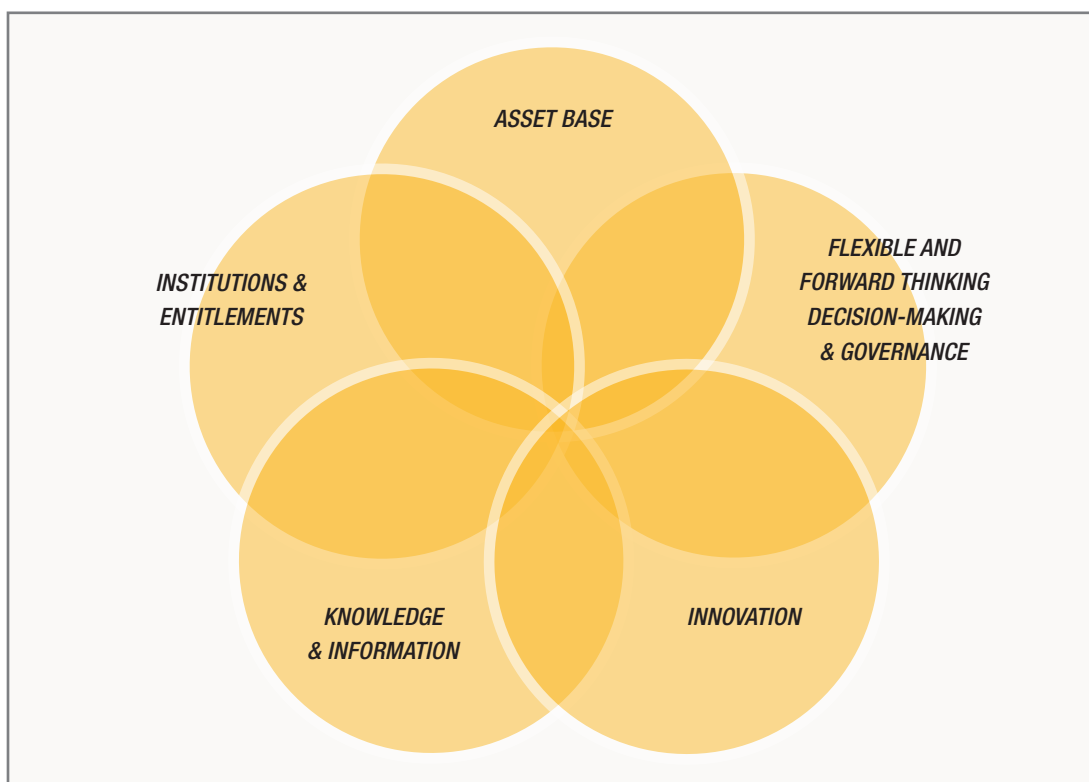 ASSET BASE
FLEXIBLE AND
FORWARD THINKING
DECISION-MAKING
& GOVERNANCE
INSTITUTIONS &
ENTITLEMENTS
KNOWLEDGE
& INFORMATION
INNOVATION